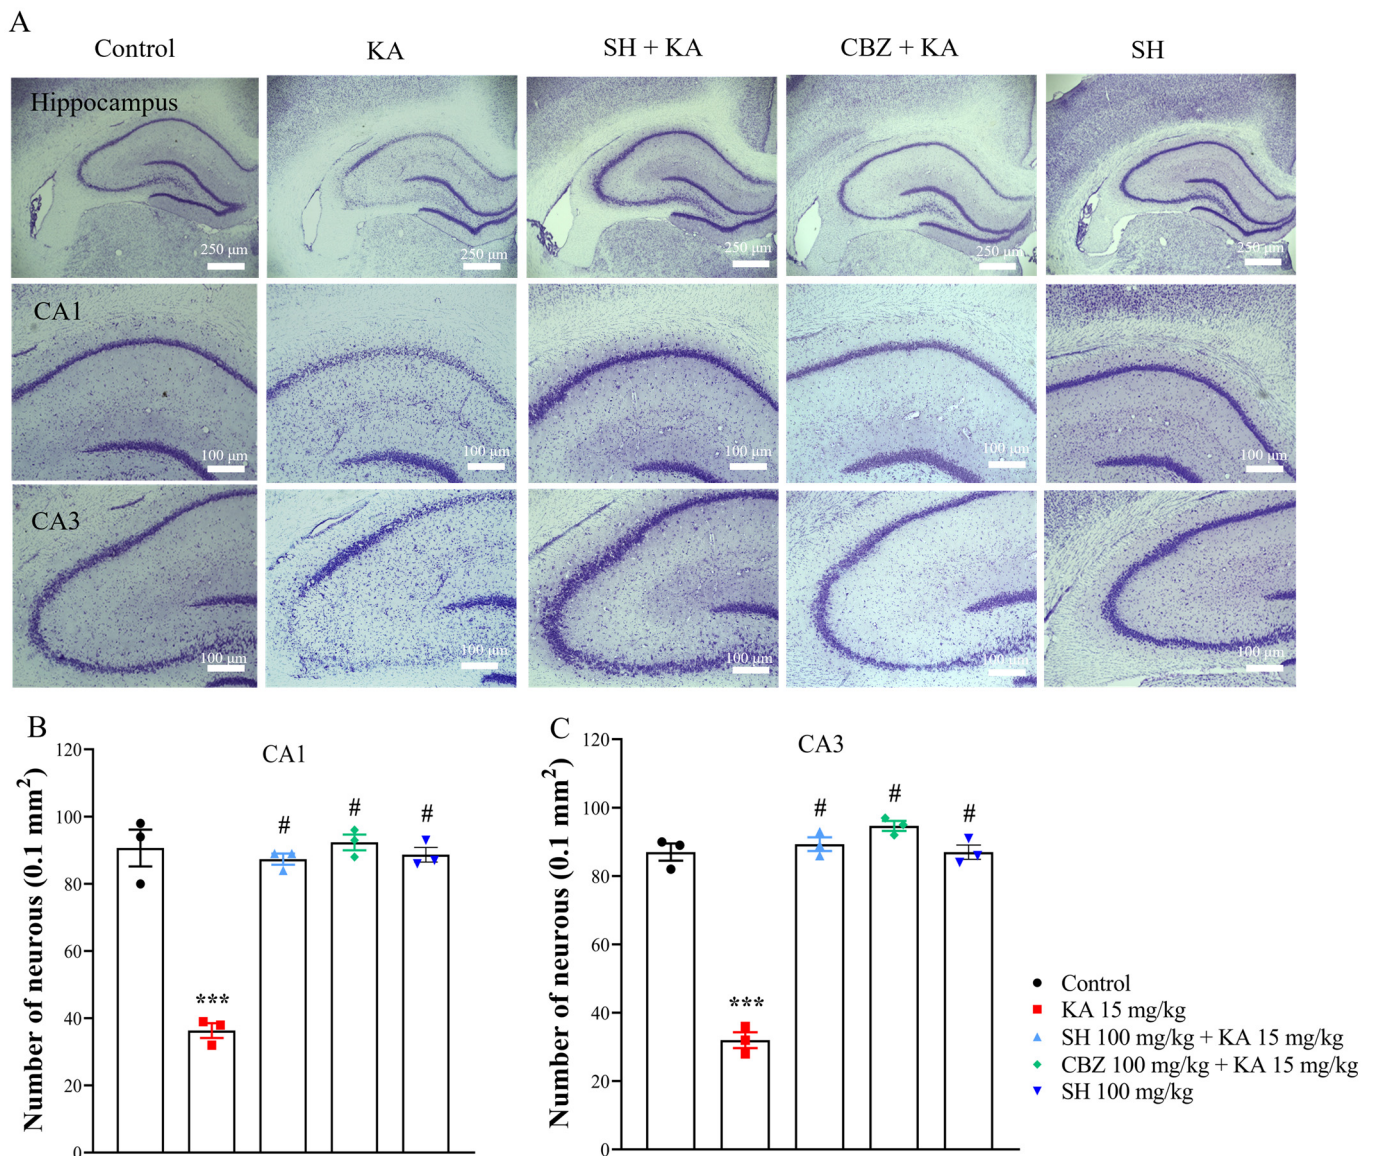 A
Control KA SH + KA CBZ + KA SH
Hippocampus
250 μm 250 μm 250 μm 250 μm 250 μm
CA1
100 μm 100 μm 100 μm 100 μm 100 μm
CA3
100 μm 100 μm 100 μm 100 μm 100 μm
B
CA1
Number of neurous (0.1 mm²)
120
100
80
60
40
20
0
***
#
#
#
C
CA3
Number of neurous (0.1 mm²)
120
100
80
60
40
20
0
***
#
#
#
Control
KA 15 mg/kg
SH 100 mg/kg + KA 15 mg/kg
CBZ 100 mg/kg + KA 15 mg/kg
SH 100 mg/kg